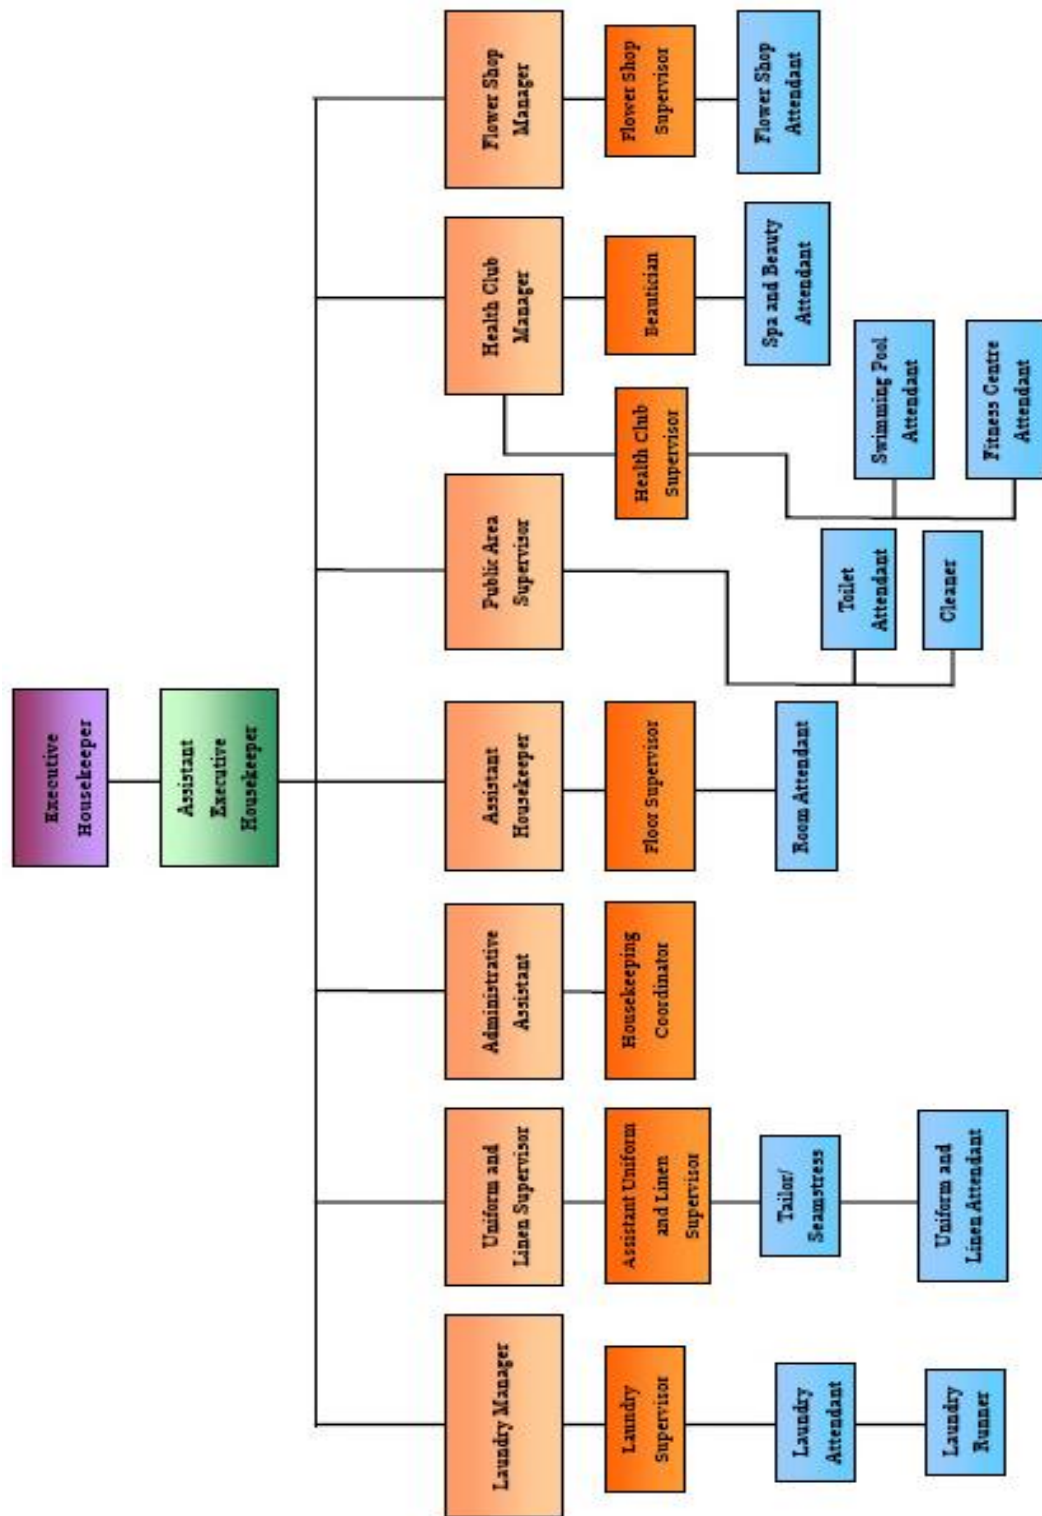 Executive
Housekeeper
Assistant
Executive
Housekeeper
Laundry Manager
Uniform and
Linen Supervisor
Administrative
Assistant
Assistant
Housekeeper
Public Area
Supervisor
Health Club
Manager
Flower Shop
Manager
Laundry
Supervisor
Assistant Uniform
and Linen
Supervisor
Housekeeping
Coordinator
Floor Supervisor
Health Club
Supervisor
Beautician
Flower Shop
Supervisor
Laundry
Attendant
Tailor/
Seamstress
Room Attendant
Toilet
Attendant
Swimming Pool
Attendant
Spa and Beauty
Attendant
Flower Shop
Attendant
Laundry
Runner
Uniform and
Linen Attendant
Cleaner
Fitness Centre
Attendant